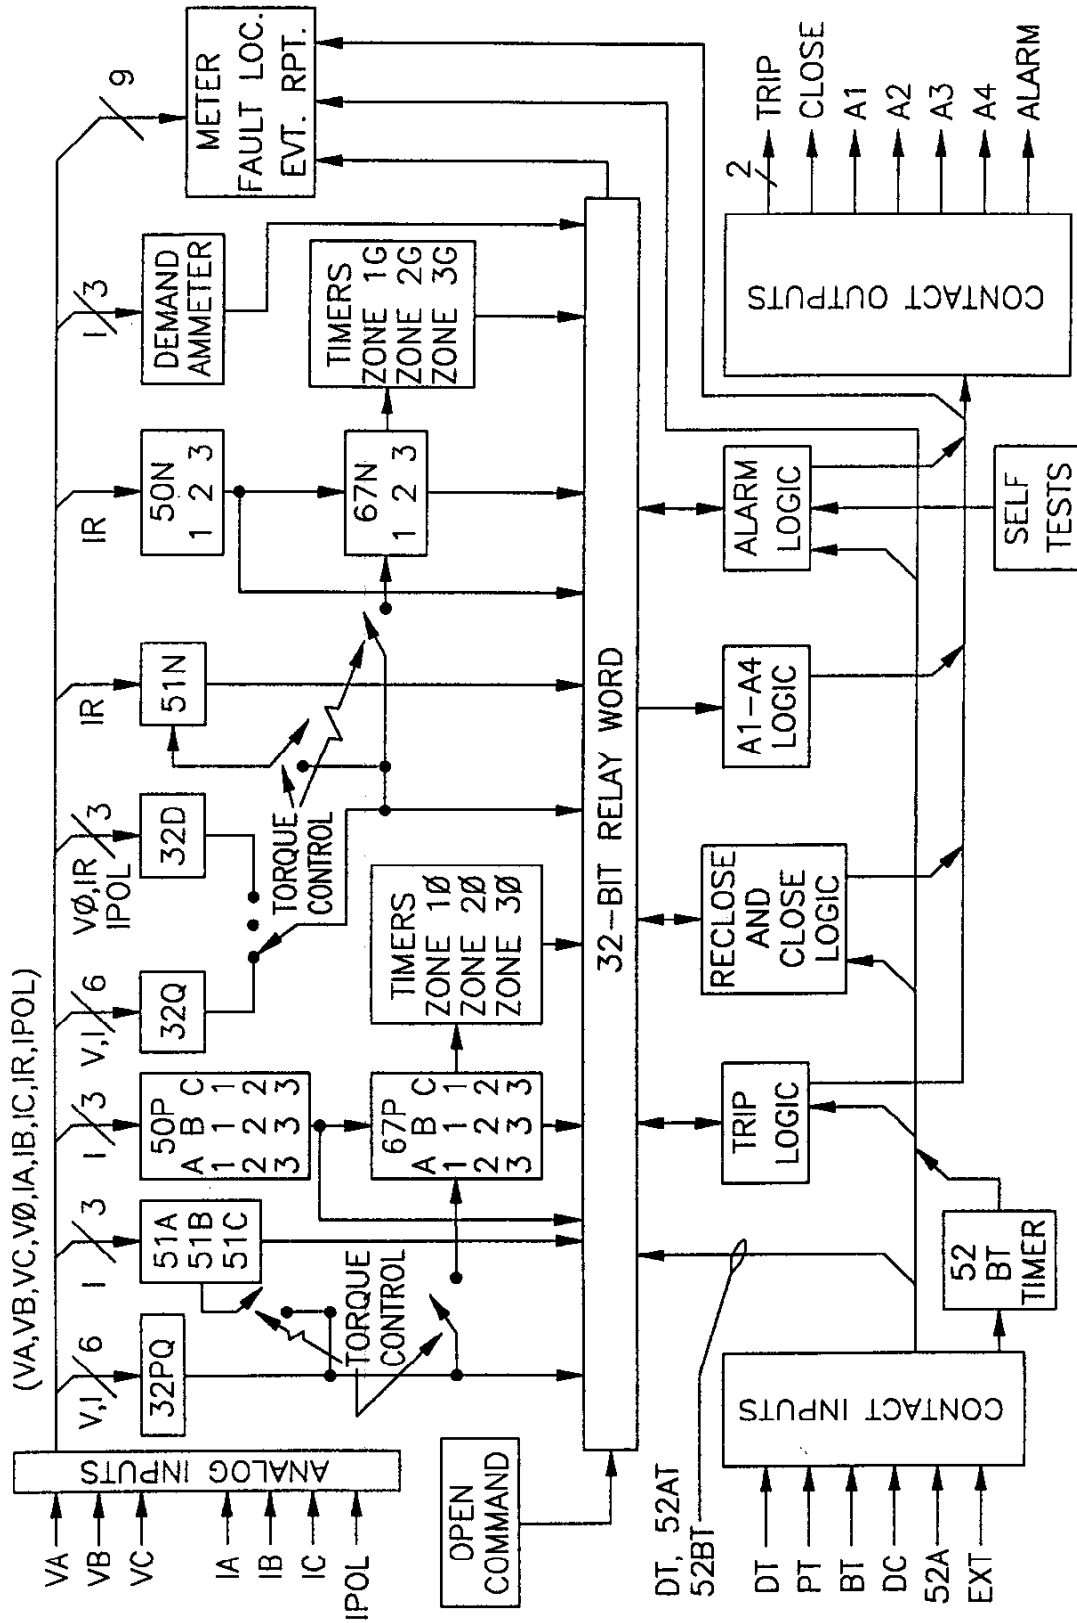 (VA,VB,VC,VØ,IA,IB,IC,IR,IPOL)
VA
VB
VC
IA
IB
IC
IPOL
ANALOG INPUTS
V,I
6
32PQ
I
3
51A
51B
51C
I
3
50P
A B C
1 1 1
2 2 2
3 3 3
V,I
6
32Q
VØ,IR
IPOL
3
32D
IR
51N
IR
50N
1 2 3
I
3
DEMAND
AMMETER
9
METER
FAULT LOC.
EVT. RPT.
TORQUE
CONTROL
67P
A B C
1 1 1
2 2 2
3 3 3
TIMERS
ZONE 1Ø
ZONE 2Ø
ZONE 3Ø
TORQUE
CONTROL
67N
1 2 3
TIMERS
ZONE 1G
ZONE 2G
ZONE 3G
OPEN
COMMAND
32-BIT RELAY WORD
DT, 52AT
52BT
TRIP
LOGIC
RECLOSE
AND
CLOSE
LOGIC
A1-A4
LOGIC
ALARM
LOGIC
DT
PT
BT
DC
52A
EXT
CONTACT INPUTS
52
BT
TIMER
SELF
TESTS
CONTACT OUTPUTS
2
TRIP
CLOSE
A1
A2
A3
A4
ALARM